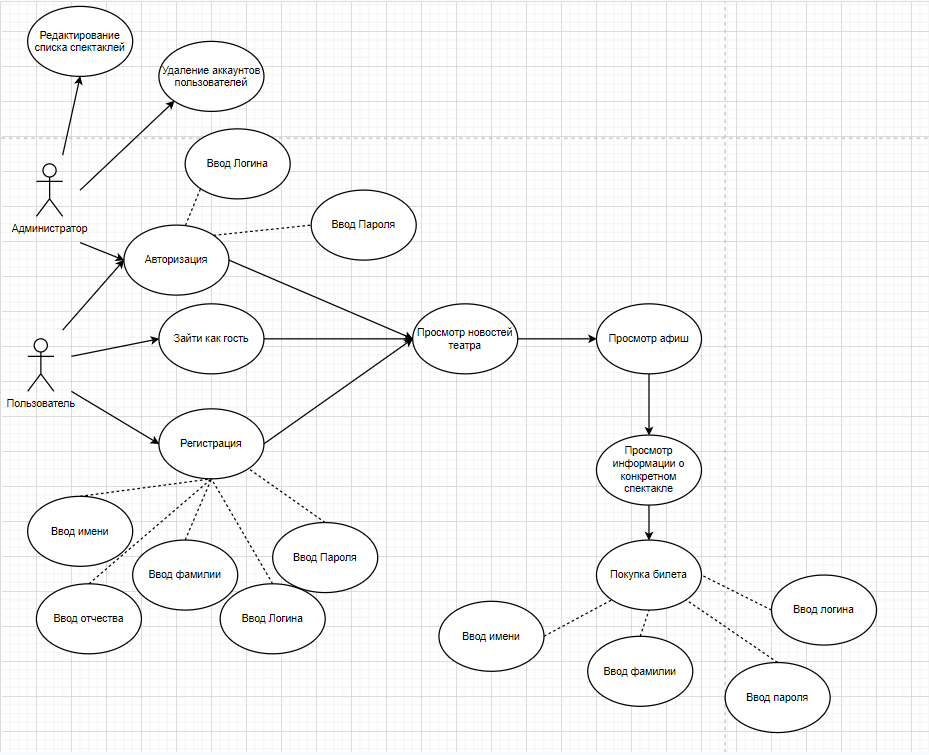 Редактирование
списка спектаклей
Удаление аккаунтов
пользователей
Ввод Логина
Ввод Пароля
Администратор
Авторизация
Зайти как гость
Просмотр новостей
театра
Просмотр афиш
Пользователь
Регистрация
Просмотр
информации о
конкретном
спектакле
Ввод имени
Ввод фамилии
Ввод Пароля
Ввод отчества
Ввод Логина
Покупка билета
Ввод имени
Ввод фамилии
Ввод пароля
Ввод логина